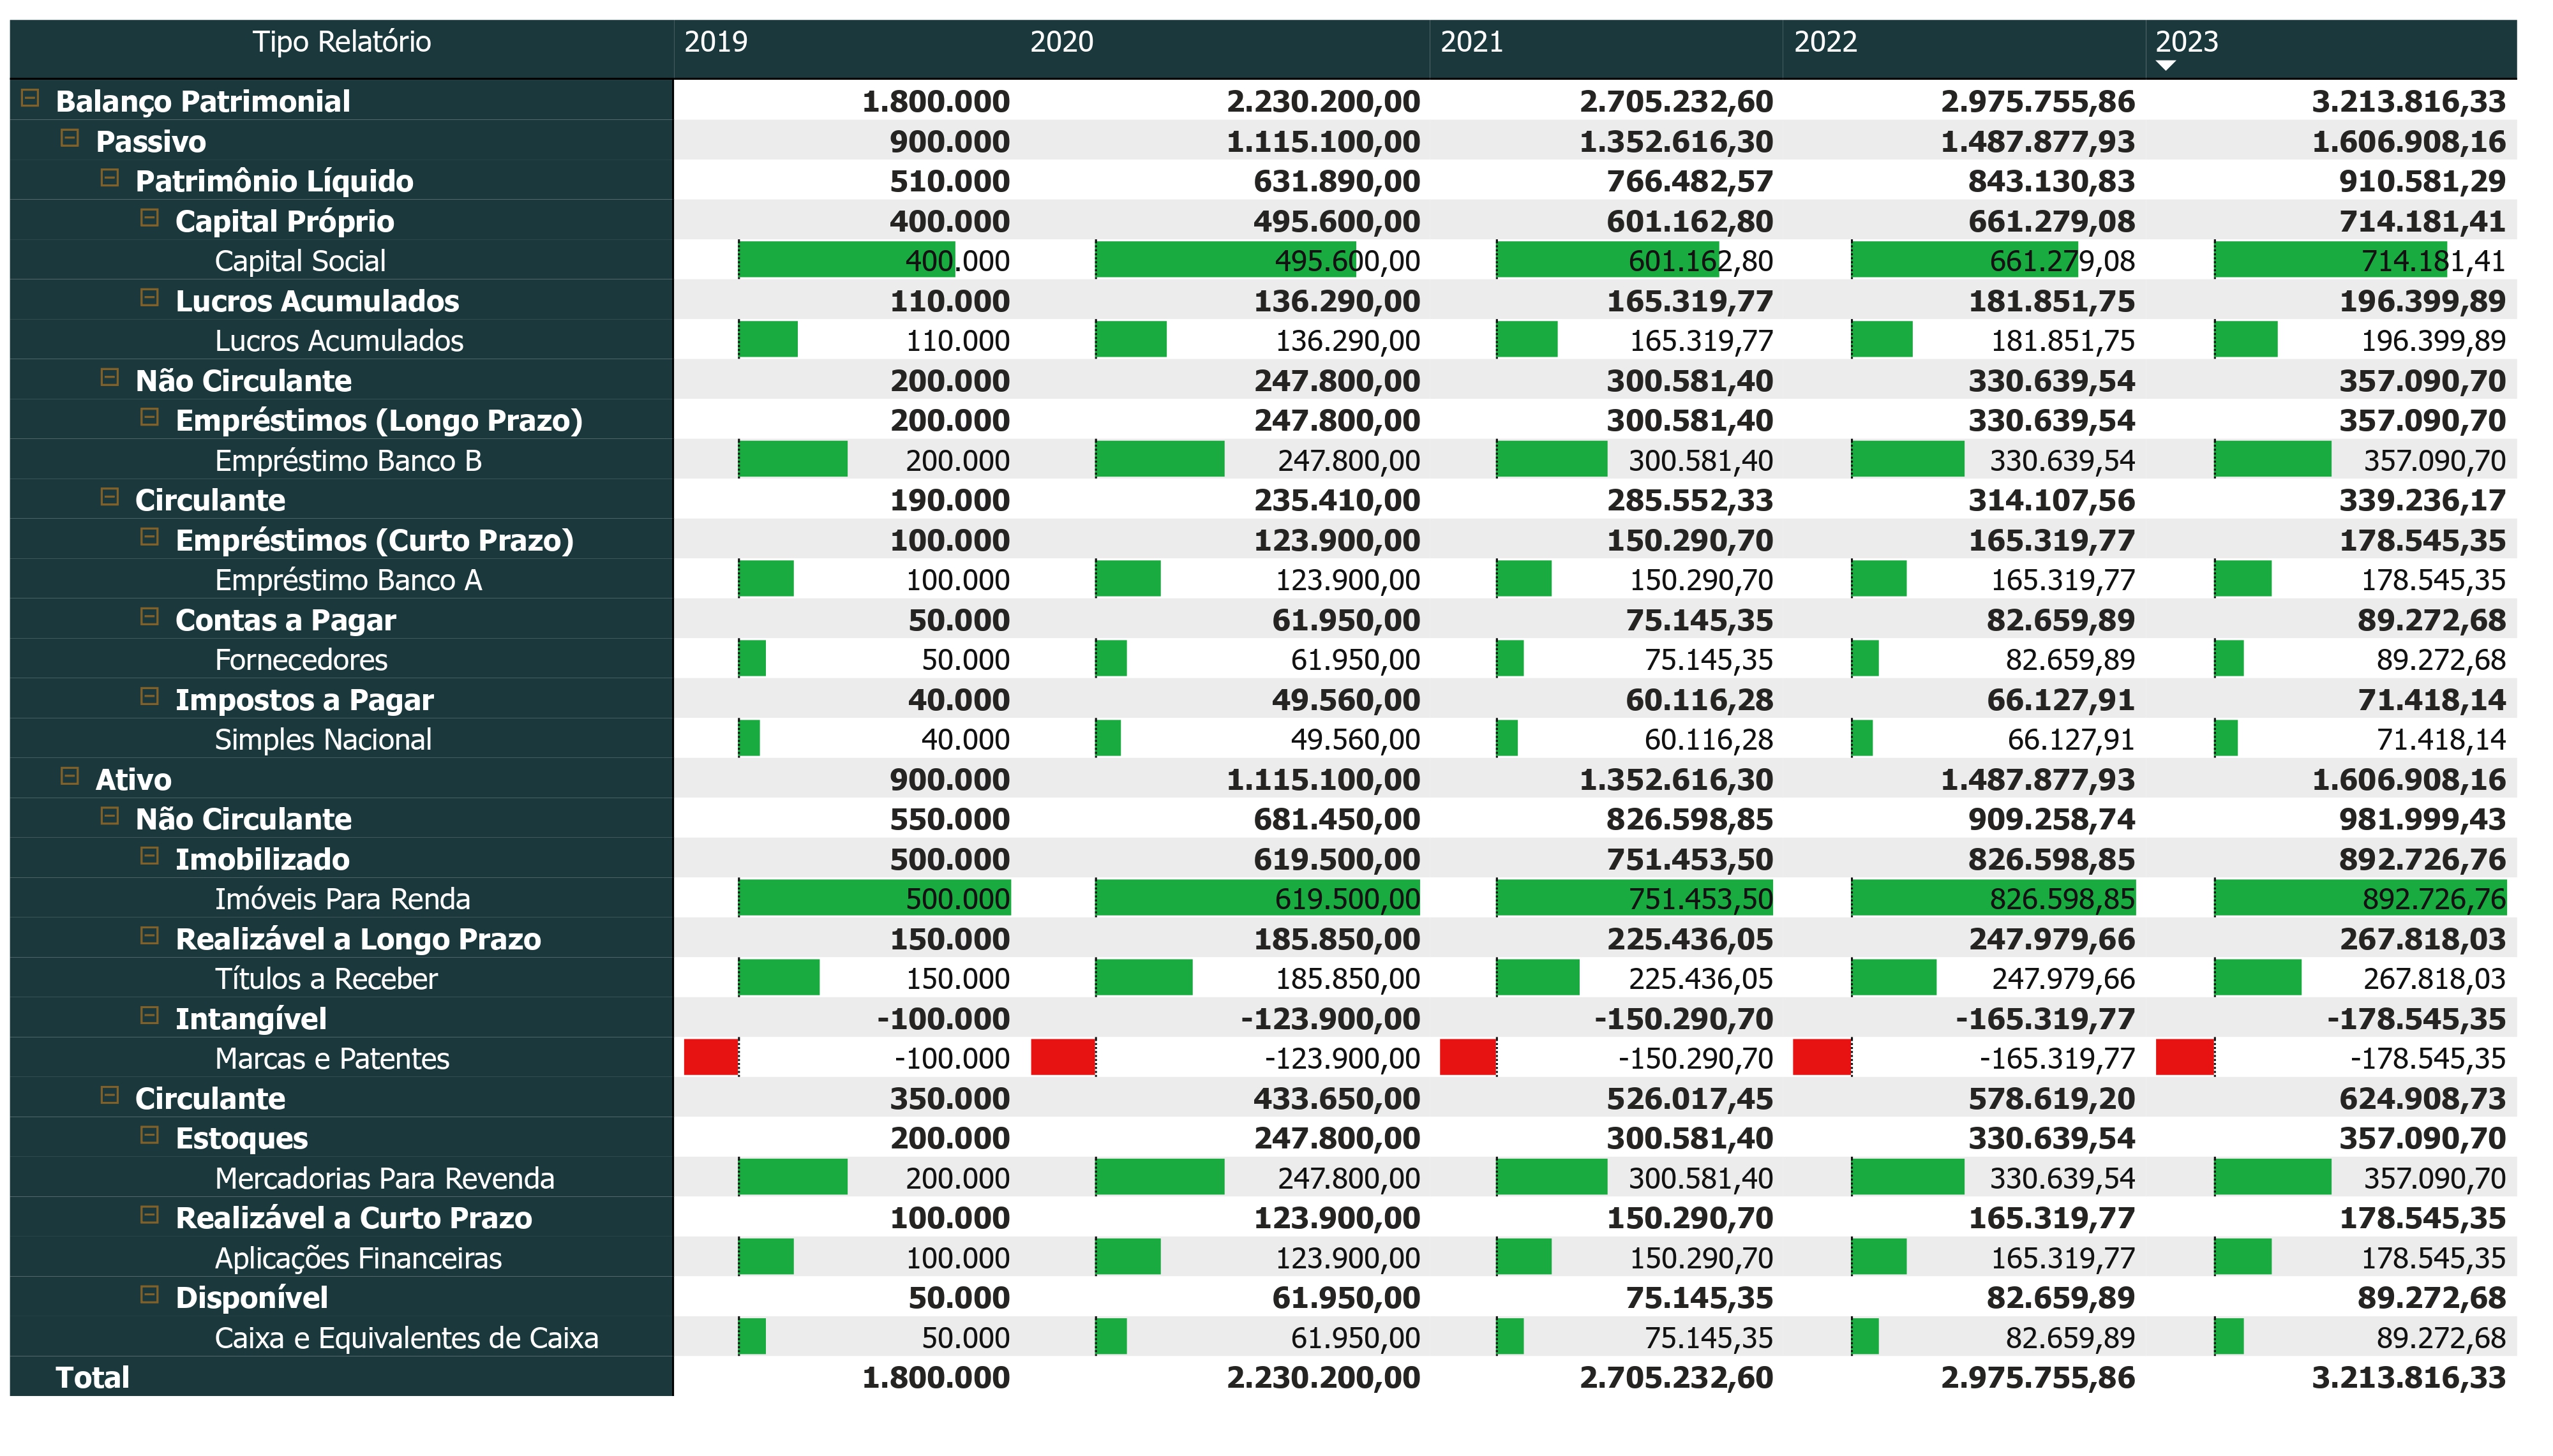 Tipo Relatório 2019 2020 2021 2022 2023
Balanço Patrimonial 1.800.000 2.230.200,00 2.705.232,60 2.975.755,86 3.213.816,33
Passivo 900.000 1.115.100,00 1.352.616,30 1.487.877,93 1.606.908,16
Patrimônio Líquido 510.000 631.890,00 766.482,57 843.130,83 910.581,29
Capital Próprio 400.000 495.600,00 601.162,80 661.279,08 714.181,41
Capital Social 400.000 495.600,00 601.162,80 661.279,08 714.181,41
Lucros Acumulados 110.000 136.290,00 165.319,77 181.851,75 196.399,89
Lucros Acumulados 110.000 136.290,00 165.319,77 181.851,75 196.399,89
Não Circulante 200.000 247.800,00 300.581,40 330.639,54 357.090,70
Empréstimos (Longo Prazo) 200.000 247.800,00 300.581,40 330.639,54 357.090,70
Empréstimo Banco B 200.000 247.800,00 300.581,40 330.639,54 357.090,70
Circulante 190.000 235.410,00 285.552,33 314.107,56 339.236,17
Empréstimos (Curto Prazo) 100.000 123.900,00 150.290,70 165.319,77 178.545,35
Empréstimo Banco A 100.000 123.900,00 150.290,70 165.319,77 178.545,35
Contas a Pagar 50.000 61.950,00 75.145,35 82.659,89 89.272,68
Fornecedores 50.000 61.950,00 75.145,35 82.659,89 89.272,68
Impostos a Pagar 40.000 49.560,00 60.116,28 66.127,91 71.418,14
Simples Nacional 40.000 49.560,00 60.116,28 66.127,91 71.418,14
Ativo 900.000 1.115.100,00 1.352.616,30 1.487.877,93 1.606.908,16
Não Circulante 550.000 681.450,00 826.598,85 909.258,74 981.999,43
Imobilizado 500.000 619.500,00 751.453,50 826.598,85 892.726,76
Imóveis Para Renda 500.000 619.500,00 751.453,50 826.598,85 892.726,76
Realizável a Longo Prazo 150.000 185.850,00 225.436,05 247.979,66 267.818,03
Títulos a Receber 150.000 185.850,00 225.436,05 247.979,66 267.818,03
Intangível -100.000 -123.900,00 -150.290,70 -165.319,77 -178.545,35
Marcas e Patentes -100.000 -123.900,00 -150.290,70 -165.319,77 -178.545,35
Circulante 350.000 433.650,00 526.017,45 578.619,20 624.908,73
Estoques 200.000 247.800,00 300.581,40 330.639,54 357.090,70
Mercadorias Para Revenda 200.000 247.800,00 300.581,40 330.639,54 357.090,70
Realizável a Curto Prazo 100.000 123.900,00 150.290,70 165.319,77 178.545,35
Aplicações Financeiras 100.000 123.900,00 150.290,70 165.319,77 178.545,35
Disponível 50.000 61.950,00 75.145,35 82.659,89 89.272,68
Caixa e Equivalentes de Caixa 50.000 61.950,00 75.145,35 82.659,89 89.272,68
Total 1.800.000 2.230.200,00 2.705.232,60 2.975.755,86 3.213.816,33